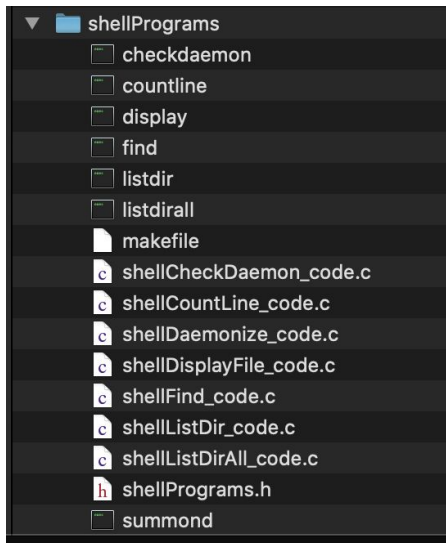 shellPrograms
checkdaemon
countline
display
find
listdir
listdirall
makefile
shellCheckDaemon_code.c
shellCountLine_code.c
shellDaemonize_code.c
shellDisplayFile_code.c
shellFind_code.c
shellListDir_code.c
shellListDirAll_code.c
shellPrograms.h
summond